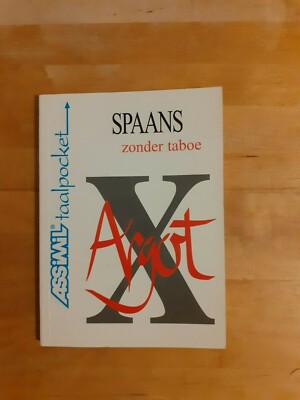 SPAANS
zonder taboe
X
Argot
ASSiMiL® taalpocket